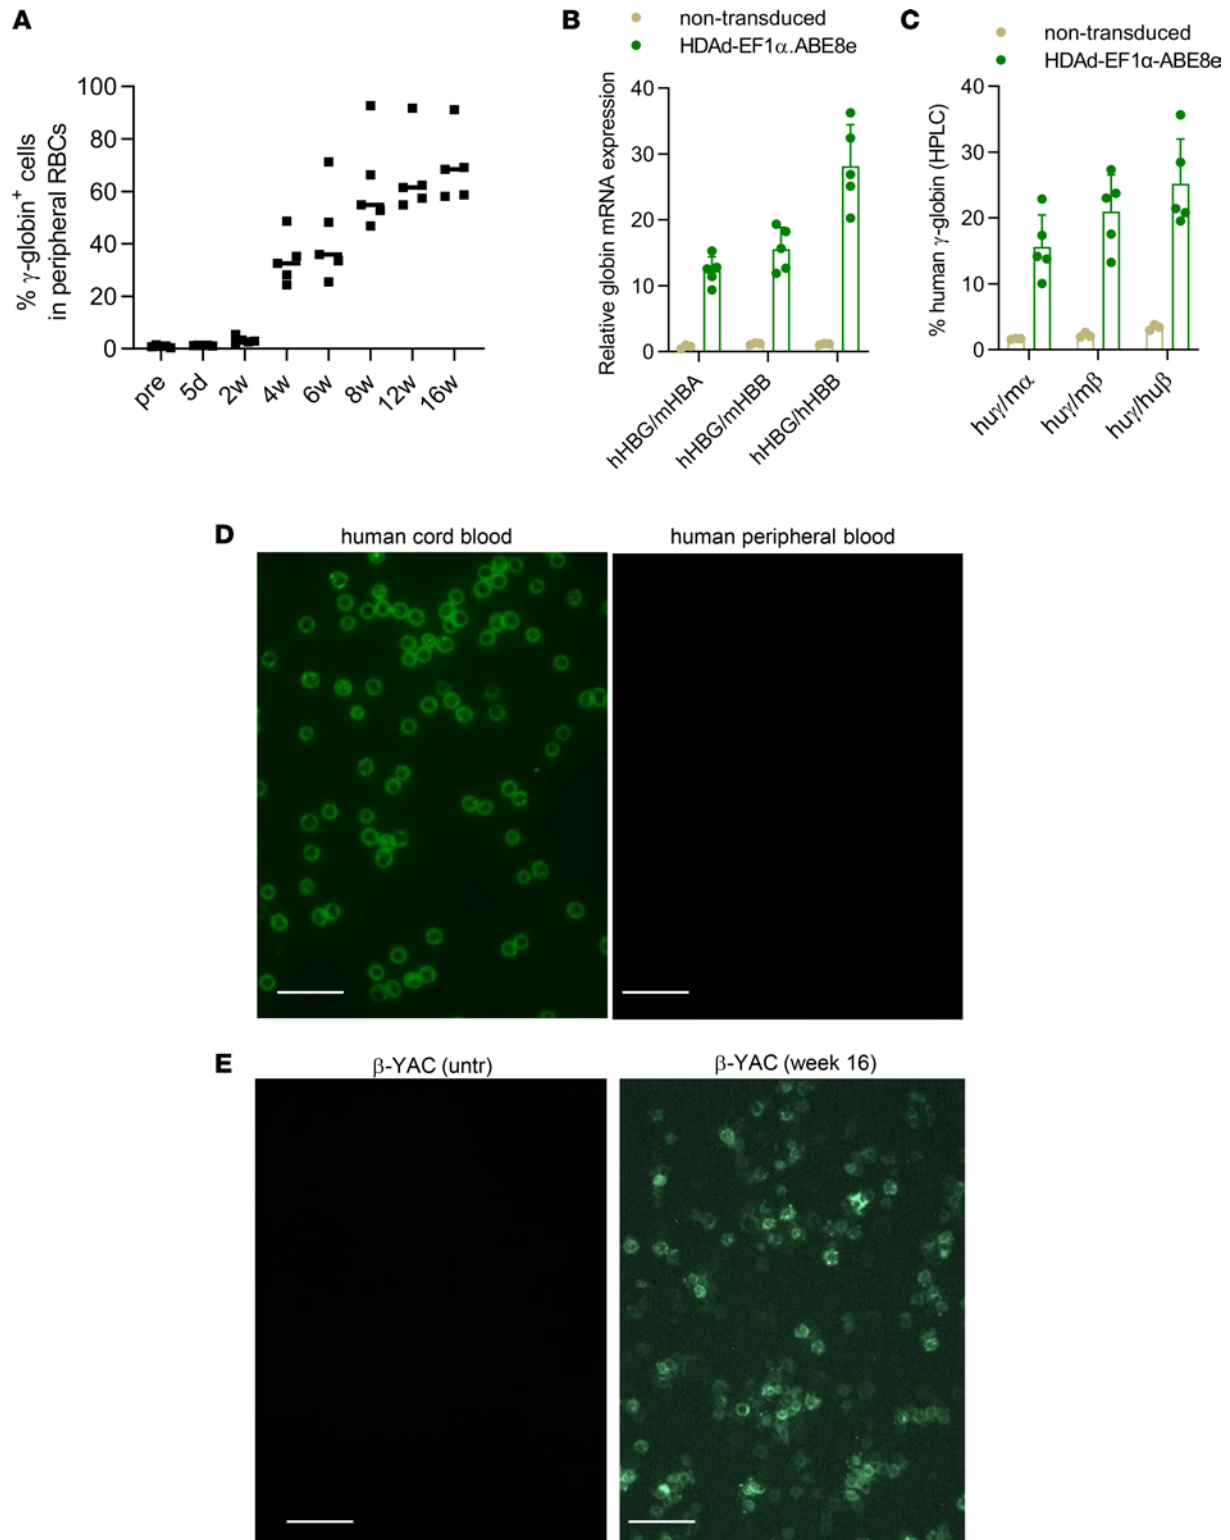 A
100
80
60
40
20
0
% γ-globin⁺ cells
in peripheral RBCs
pre
5d
2w
4w
6w
8w
12w
16w
B
non-transduced
HDAd-EF1α.ABE8e
40
30
20
10
0
Relative globin mRNA expression
hHBG/mHBA
hHBG/mHBB
hHBG/hHBB
C
non-transduced
HDAd-EF1α-ABE8e
40
30
20
10
0
% human γ-globin (HPLC)
huγ/mα
huγ/mβ
huγ/huβ
D
human cord blood
human peripheral blood
E
β-YAC (untr)
β-YAC (week 16)